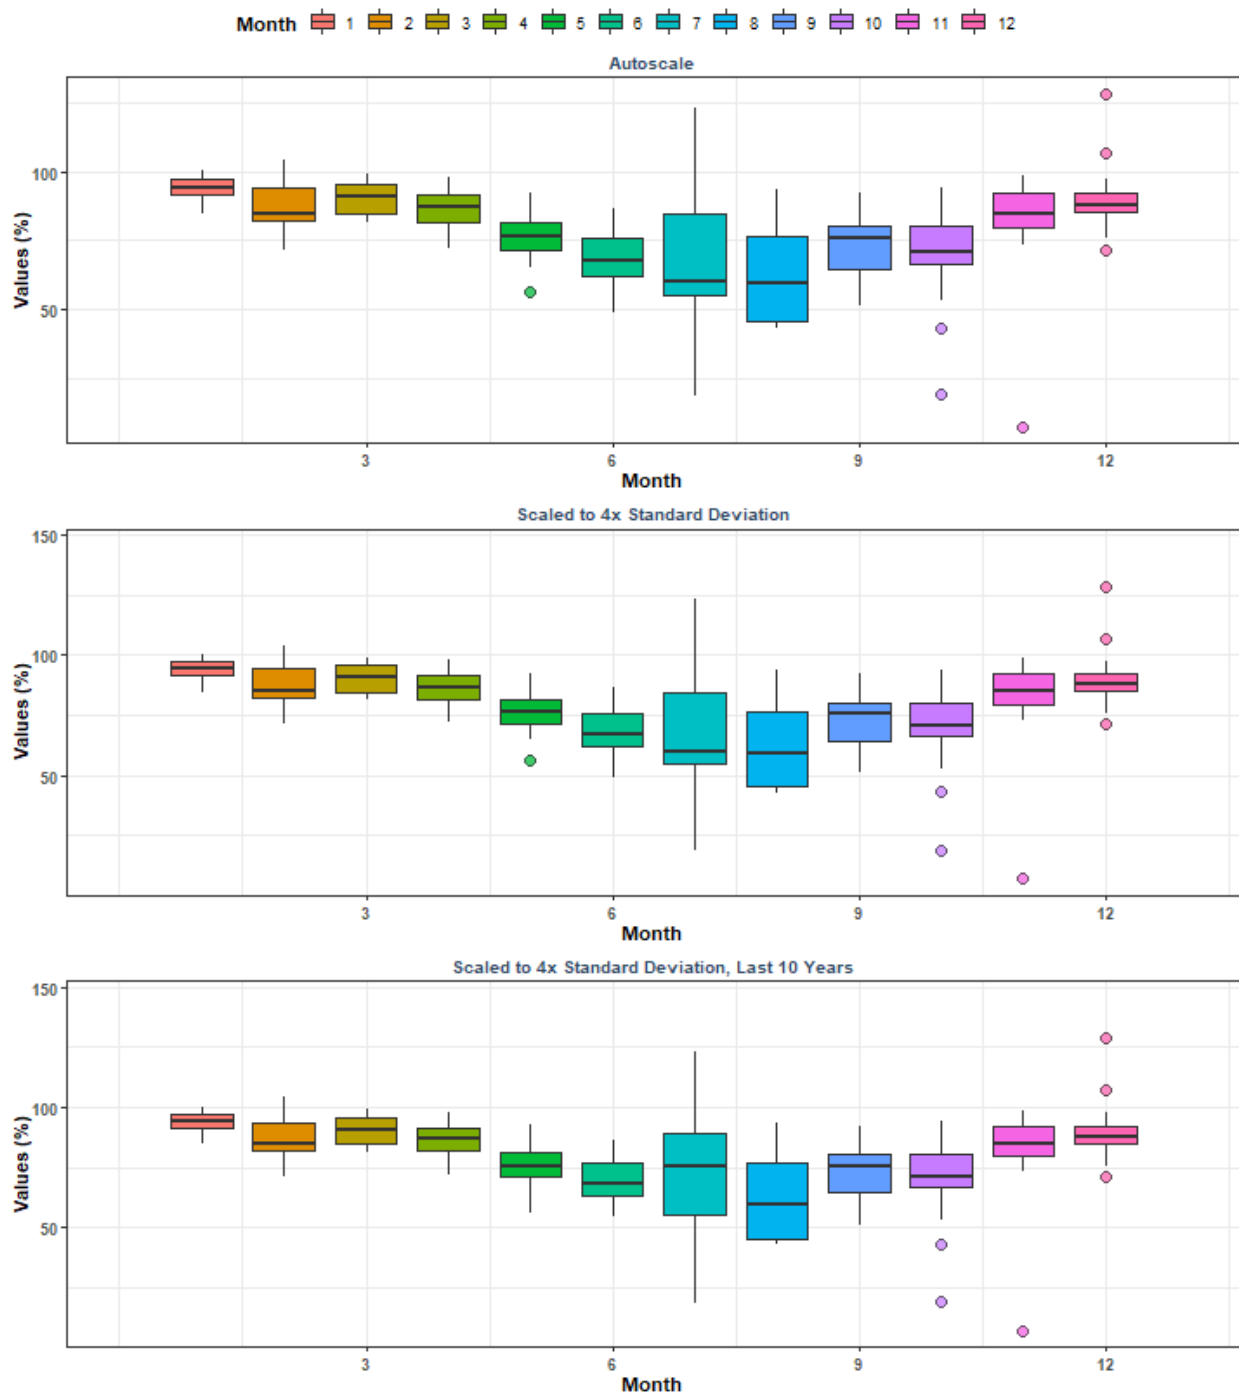 Month 1 2 3 4 5 6 7 8 9 10 11 12
Autoscale
100
50
Values (%)
3 6 9 12
Month
Scaled to 4x Standard Deviation
150
100
50
Values (%)
3 6 9 12
Month
Scaled to 4x Standard Deviation, Last 10 Years
150
100
50
Values (%)
3 6 9 12
Month